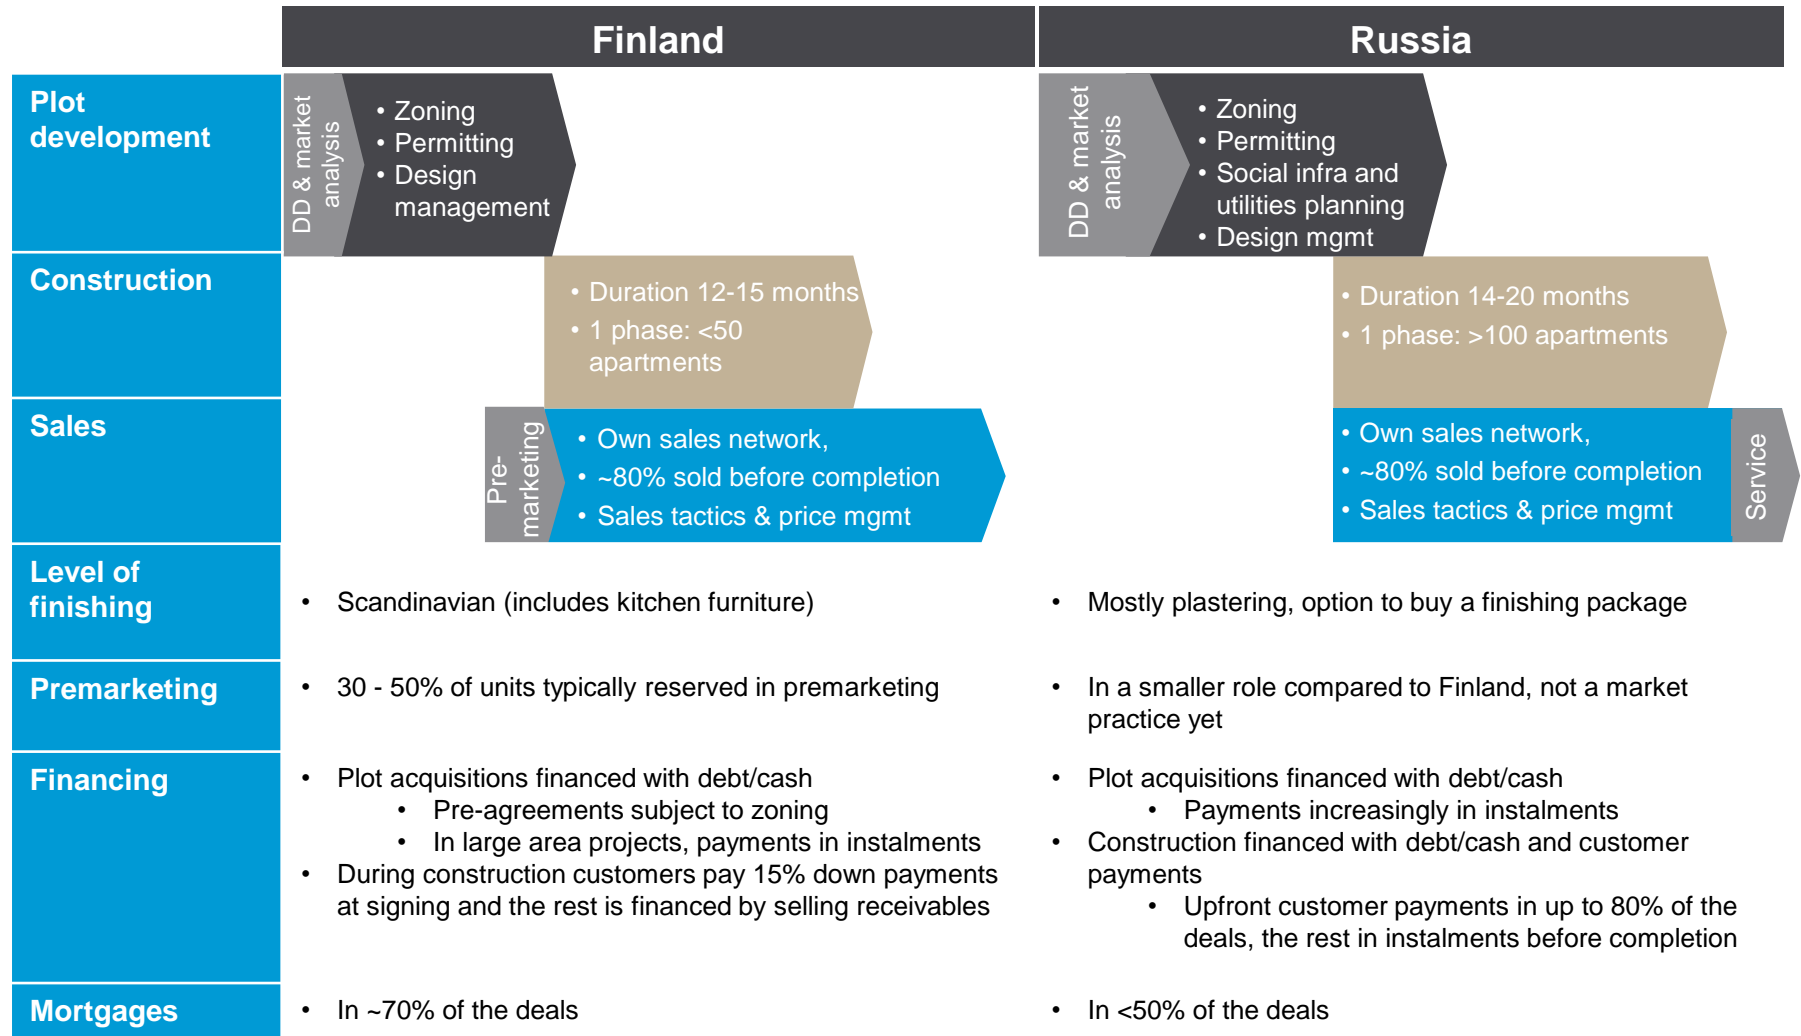 Finland
Russia
Plot
development
DD & market
analysis
• Zoning
• Permitting
• Design
management
DD & market
analysis
• Zoning
• Permitting
• Social infra and
utilities planning
• Design mgmt
Construction
• Duration 12-15 months
• 1 phase: <50
apartments
• Duration 14-20 months
• 1 phase: >100 apartments
Sales
Pre-
marketing
• Own sales network,
• ~80% sold before completion
• Sales tactics & price mgmt
• Own sales network,
• ~80% sold before completion
• Sales tactics & price mgmt
Service
Level of
finishing
• Scandinavian (includes kitchen furniture)
• Mostly plastering, option to buy a finishing package
Premarketing
• 30 - 50% of units typically reserved in premarketing
• In a smaller role compared to Finland, not a market
practice yet
Financing
• Plot acquisitions financed with debt/cash
• Pre-agreements subject to zoning
• In large area projects, payments in instalments
• During construction customers pay 15% down payments
at signing and the rest is financed by selling receivables
• Plot acquisitions financed with debt/cash
• Payments increasingly in instalments
• Construction financed with debt/cash and customer
payments
• Upfront customer payments in up to 80% of the
deals, the rest in instalments before completion
Mortgages
• In ~70% of the deals
• In <50% of the deals